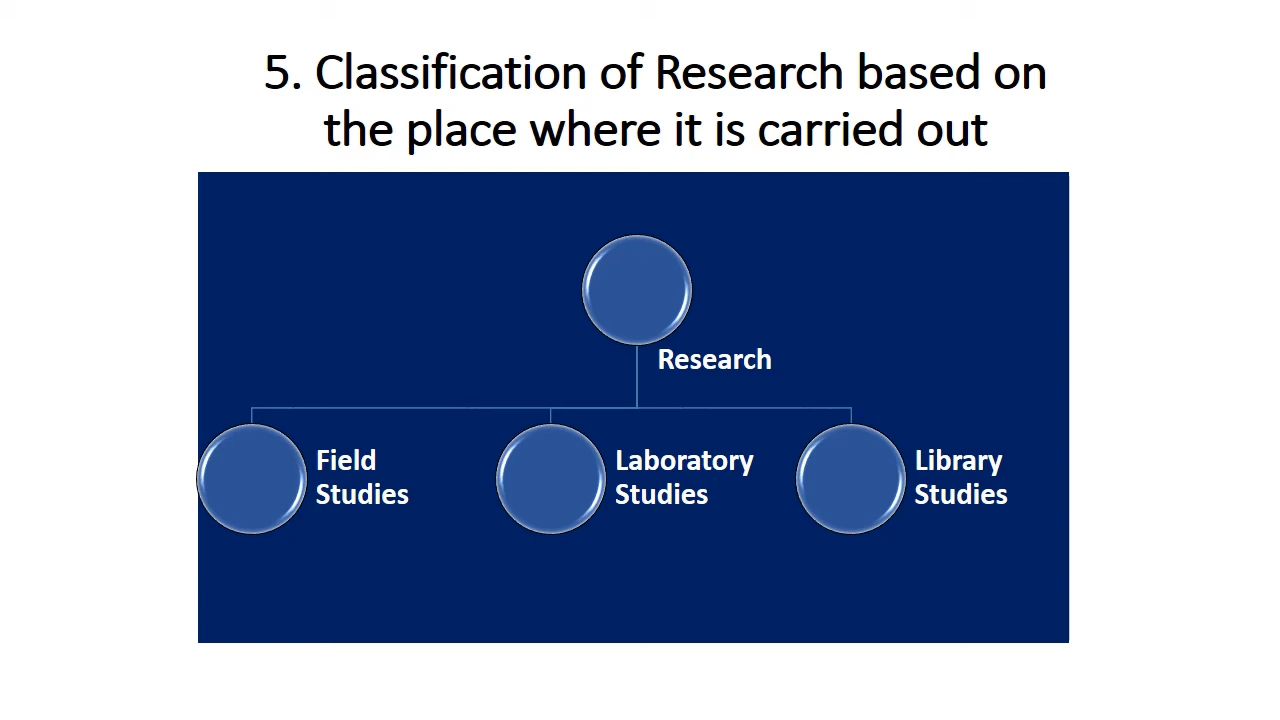 5. Classification of Research based on
the place where it is carried out
Research
Field
Studies
Laboratory
Studies
Library
Studies